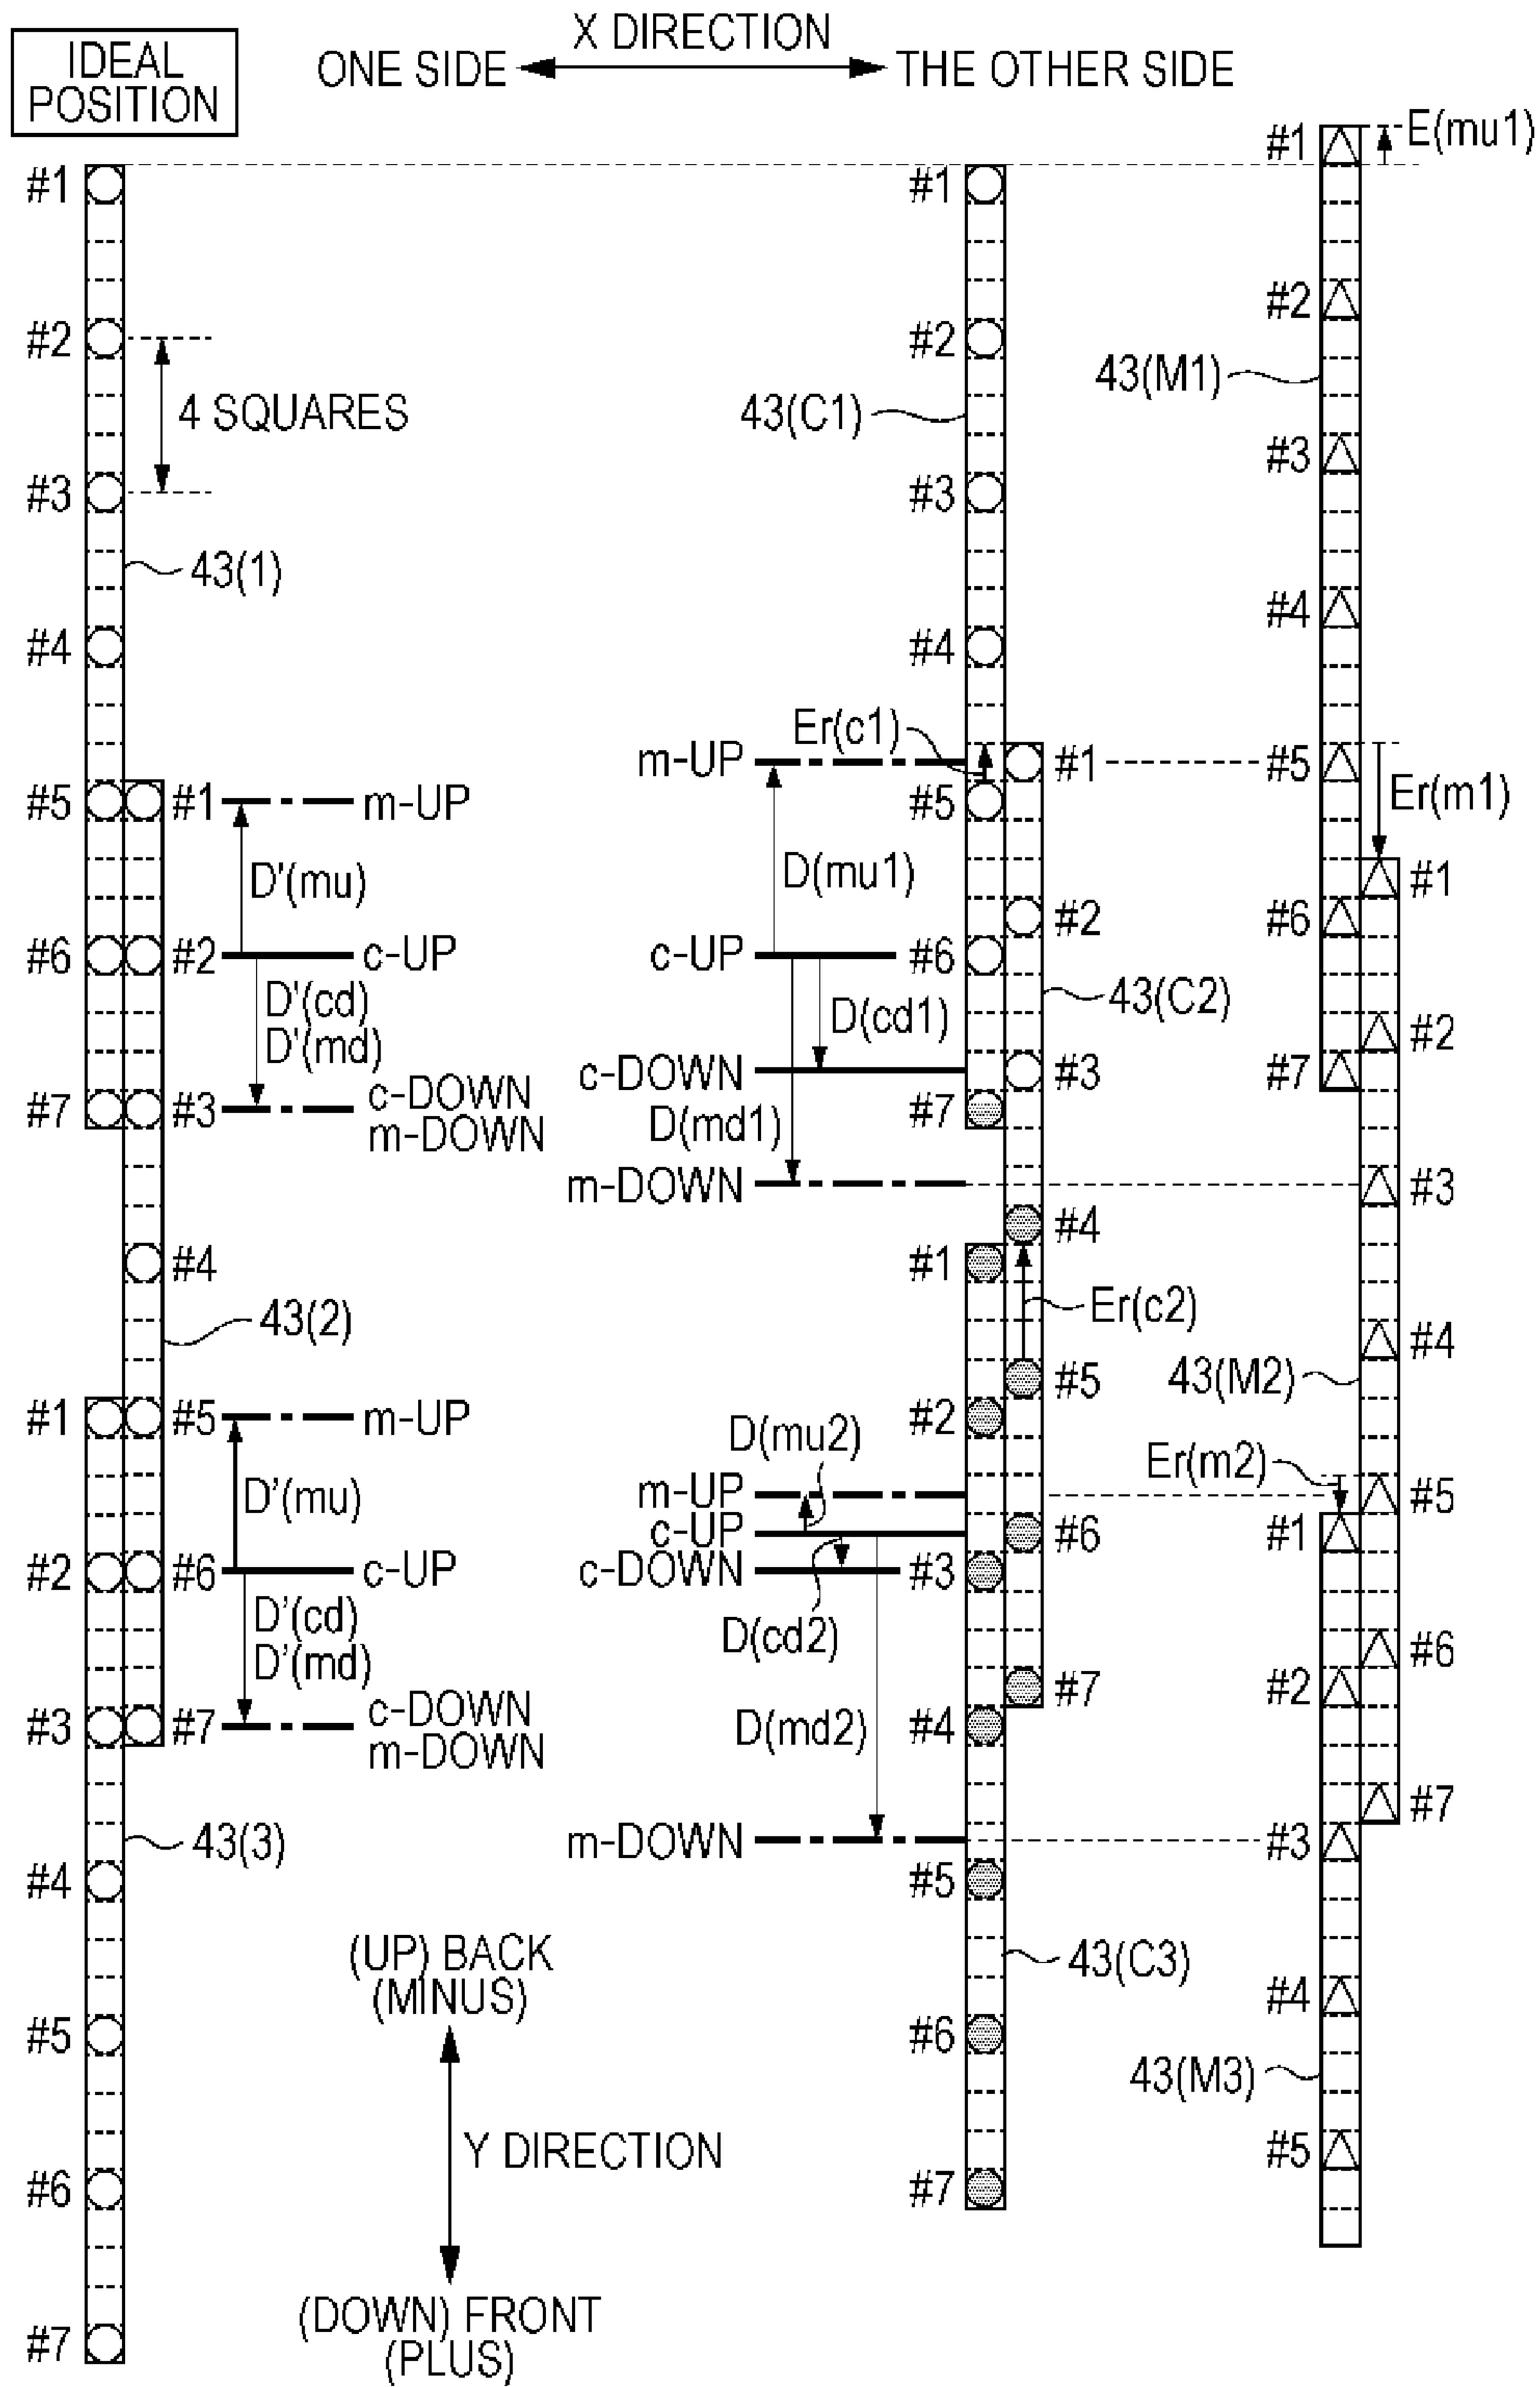 IDEAL
POSITION
X DIRECTION
ONE SIDE
THE OTHER SIDE
#1
#2
4 SQUARES
#3
43(1)
#4
#5
#1
m-UP
D'(mu)
#6
#2
c-UP
D'(cd)
D'(md)
#7
#3
c-DOWN
m-DOWN
#4
43(2)
#1
#5
m-UP
D'(mu)
#2
#6
c-UP
D'(cd)
D'(md)
#3
#7
c-DOWN
m-DOWN
43(3)
#4
#5
#6
#7
(UP) BACK
(MINUS)
Y DIRECTION
(DOWN) FRONT
(PLUS)
#1
#2
43(C1)
#3
#4
Er(c1)
m-UP
#1
#5
D(mu1)
#2
c-UP
#6
43(C2)
D(cd1)
c-DOWN
#3
#7
D(md1)
m-DOWN
#4
#1
Er(c2)
#5
#2
D(mu2)
m-UP
c-UP
#6
c-DOWN
#3
D(cd2)
#7
D(md2)
#4
m-DOWN
#5
43(C3)
#6
#7
E(mu1)
#1
#2
43(M1)
#3
#4
#5
Er(m1)
#1
#6
#2
#7
#3
#4
43(M2)
Er(m2)
#5
#1
#6
#2
#7
#3
#4
43(M3)
#5